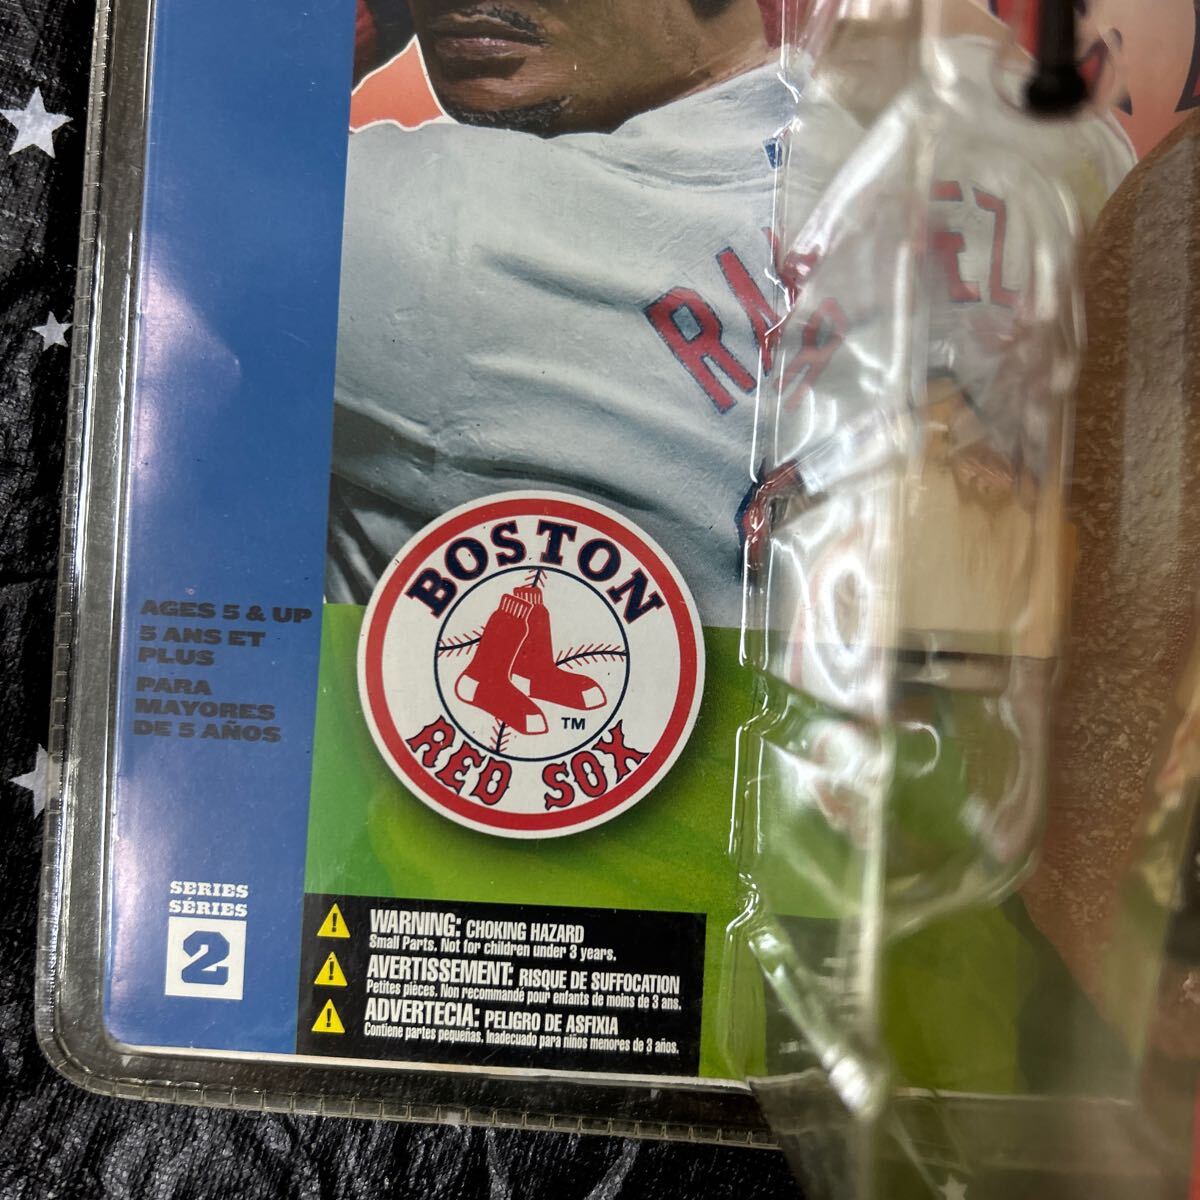 RA
EZ
BOSTON
RED SOX
TM
AGES 5 & UP
5 ANS ET
PLUS
PARA
MAYORES
DE 5 AÑOS
SERIES
SÉRIES
2
WARNING: CHOKING HAZARD
Small Parts. Not for children under 3 years.
AVERTISSEMENT: RISQUE DE SUFFOCATION
Petites pièces. Non recommandé pour enfants de moins de 3 ans.
ADVERTECIA: PELIGRO DE ASFIXIA
Contiene partes pequeñas. Inadecuado para niños menores de 3 años.